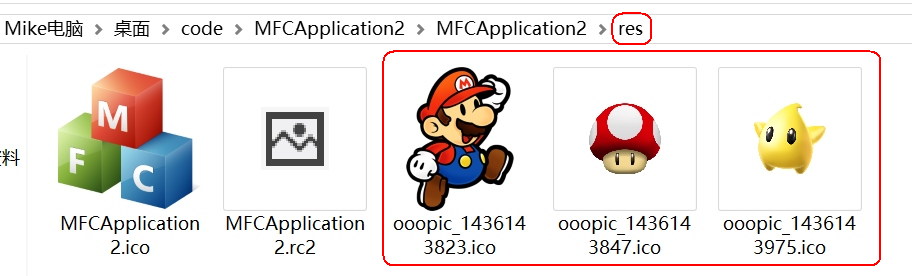 Mike电脑 > 桌面 > code > MFCApplication2 > MFCApplication2 > res
料
M
F
C
MFCApplication
2.ico
MFCApplication
2.rc2
ooopic_143614
3823.ico
ooopic_143614
3847.ico
ooopic_143614
3975.ico